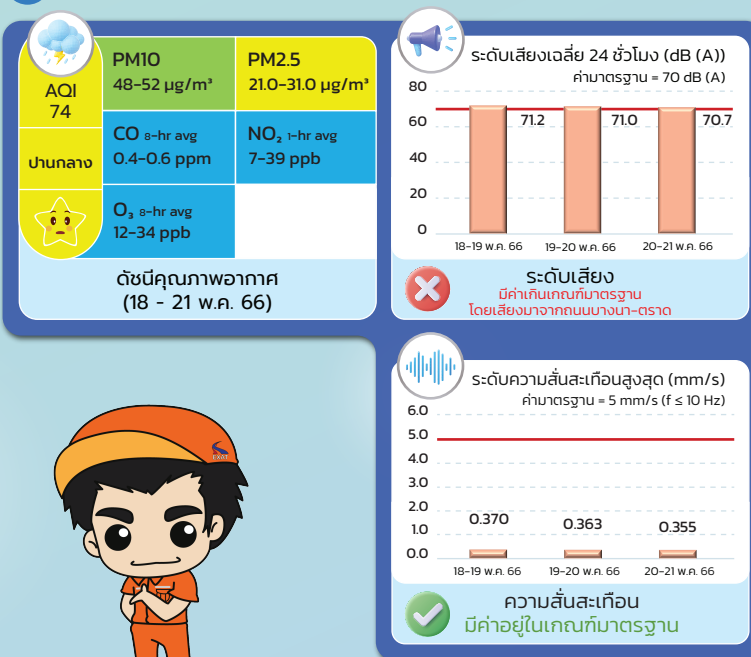 AQI
74
ปานกลาง
PM10
48-52 µg/m³
PM2.5
21.0-31.0 µg/m³
CO 8-hr avg
0.4-0.6 ppm
NO₂ 1-hr avg
7-39 ppb
O₃ 8-hr avg
12-34 ppb
ดัชนีคุณภาพอากาศ
(18 - 21 พ.ค. 66)
ระดับเสียงเฉลี่ย 24 ชั่วโมง (dB (A))
ค่ามาตรฐาน = 70 dB (A)
80
60
40
20
0
71.2
71.0
70.7
18-19 พ.ค. 66
19-20 พ.ค. 66
20-21 พ.ค. 66
ระดับเสียง
มีค่าเกินเกณฑ์มาตรฐาน
โดยเสียงมาจากถนนบางนา-ตราด
ระดับความสั่นสะเทือนสูงสุด (mm/s)
ค่ามาตรฐาน = 5 mm/s (f ≤ 10 Hz)
6.0
5.0
4.0
3.0
2.0
1.0
0.0
0.370
0.363
0.355
18-19 พ.ค. 66
19-20 พ.ค. 66
20-21 พ.ค. 66
ความสั่นสะเทือน
มีค่าอยู่ในเกณฑ์มาตรฐาน
EXAT